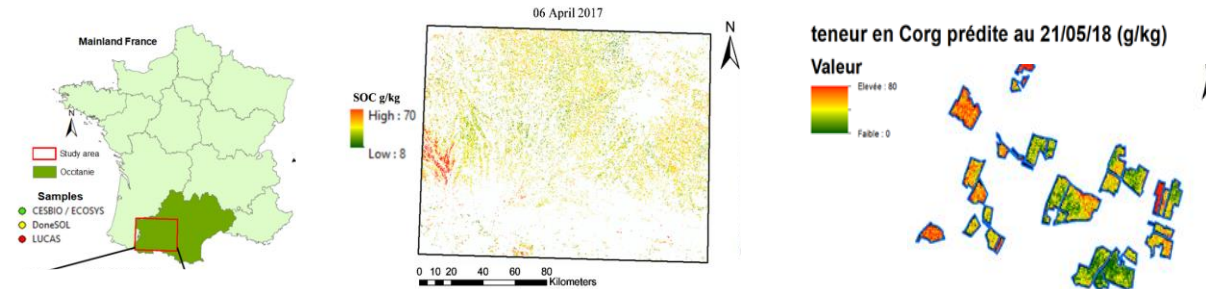 Mainland France
N
Study area
Occitanie
Samples
CESBIO / ECOSYS
DoneSOL
LUCAS
06 April 2017
N
SOC g/kg
High : 70
Low : 8
0 10 20 40 60 80
Kilometers
teneur en Corg prédite au 21/05/18 (g/kg)
Valeur
Elevée : 80
Faible : 0